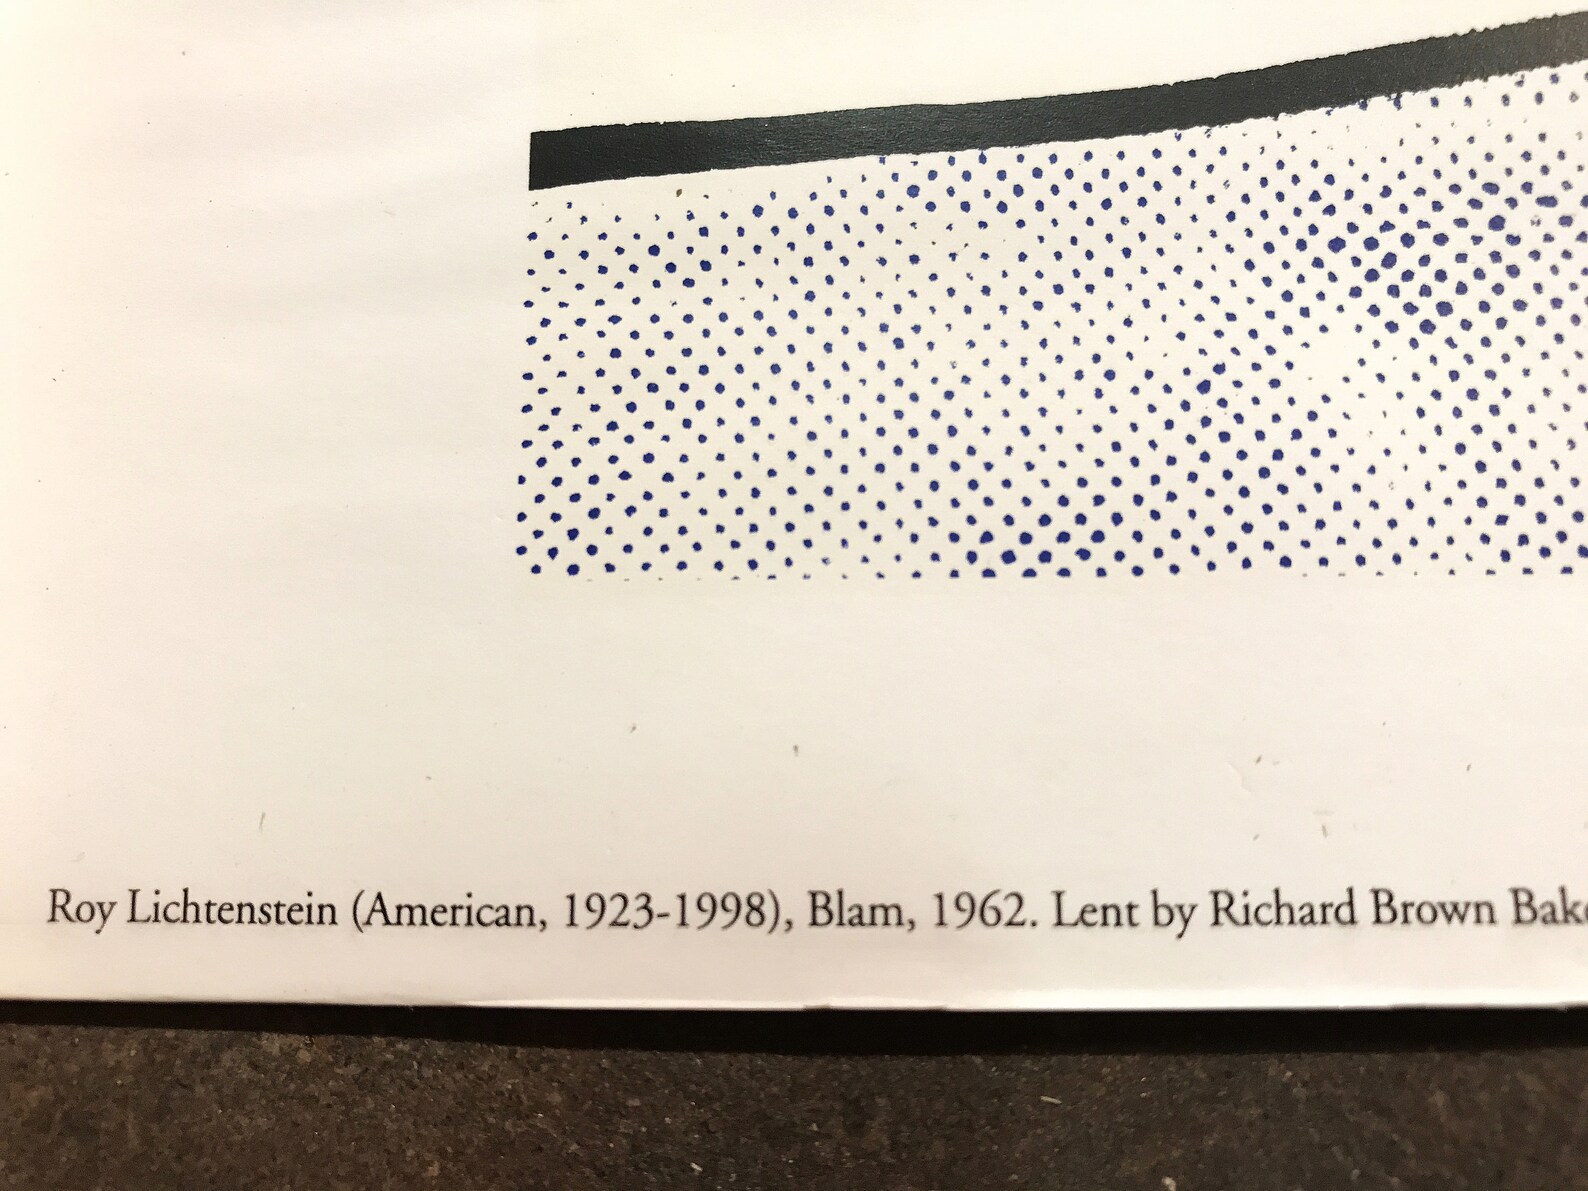 Roy Lichtenstein (American, 1923-1998), Blam, 1962. Lent by Richard Brown